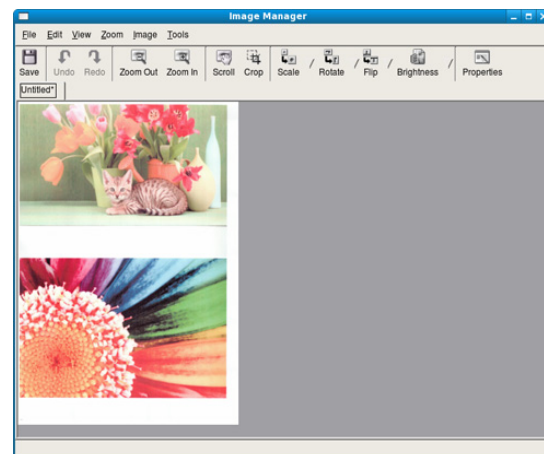 Image Manager
File Edit View Zoom Image Tools
Save Undo Redo Zoom Out Zoom In Scroll Crop Scale / Rotate / Flip / Brightness / Properties
Untitled*